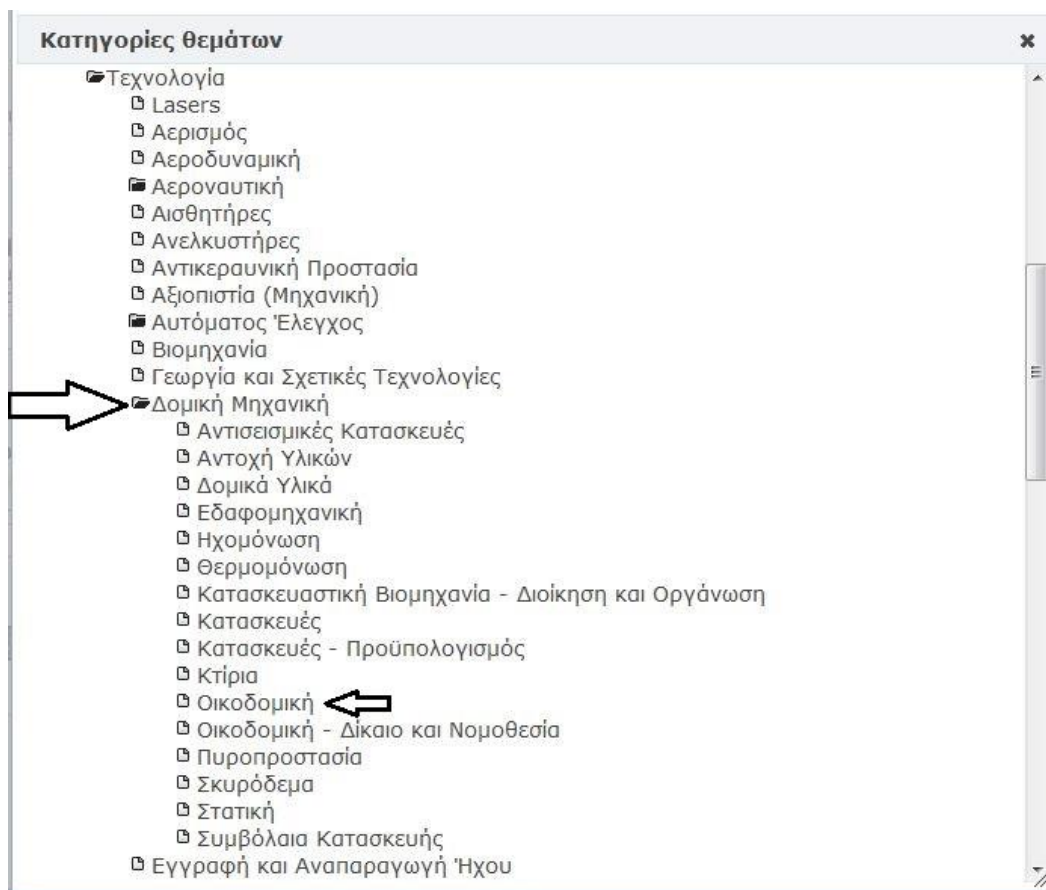 Κατηγορίες θεμάτων
Τεχνολογία
Lasers
Αερισμός
Αεροδυναμική
Αεροναυτική
Αισθητήρες
Ανελκυστήρες
Αντικεραυνική Προστασία
Αξιοπιστία (Μηχανική)
Αυτόματος Έλεγχος
Βιομηχανία
Γεωργία και Σχετικές Τεχνολογίες
Δομική Μηχανική
Αντισεισμικές Κατασκευές
Αντοχή Υλικών
Δομικά Υλικά
Εδαφομηχανική
Ηχομόνωση
Θερμομόνωση
Κατασκευαστική Βιομηχανία - Διοίκηση και Οργάνωση
Κατασκευές
Κατασκευές - Προϋπολογισμός
Κτίρια
Οικοδομική
Οικοδομική - Δίκαιο και Νομοθεσία
Πυροπροστασία
Σκυρόδεμα
Στατική
Συμβόλαια Κατασκευής
Εγγραφή και Αναπαραγωγή Ήχου